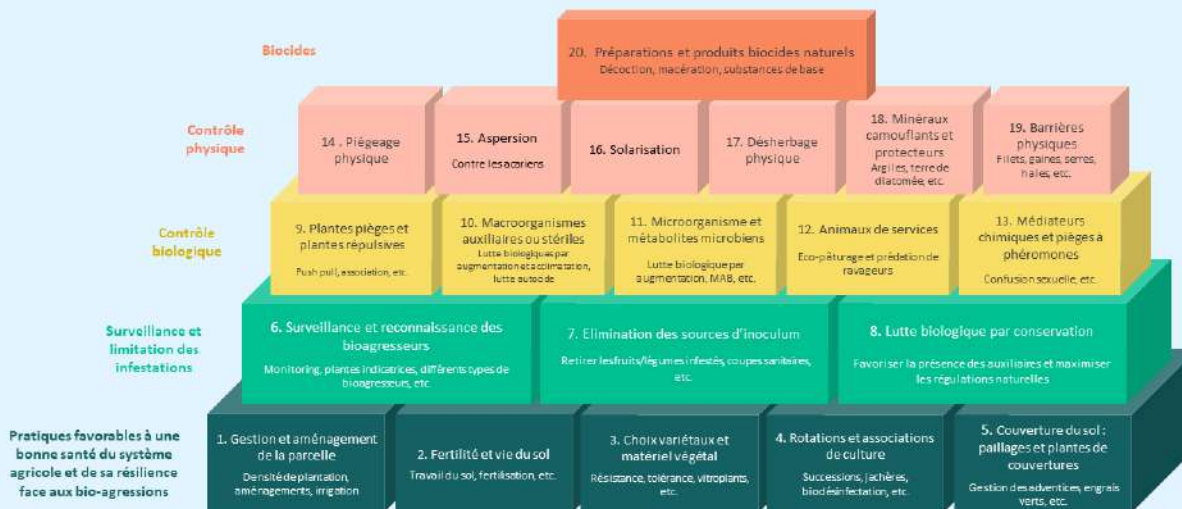 Biocides
20. Préparations et produits biocides naturels
Décoction, macération, substances de base
Contrôle
physique
14 . Piégeage
physique
15. Aspersion
Contre les acariens
16. Solarisation
17. Désherbage
physique
18. Minéraux
camouflants et
protecteurs
Argiles, terre de
diatomée, etc.
19. Barrières
physiques
Filets, gaines, serres,
haies, etc.
Contrôle
biologique
9. Plantes pièges et
plantes répulsives
Push pull, association, etc.
10. Macroorganismes
auxiliaires ou stériles
Lutte biologiques par
augmentation et acclimatation,
lutte autocide
11. Microorganisme et
métabolites microbiens
Lutte biologique par
augmentation, MAB, etc.
12. Animaux de services
Eco-pâturage et prédation de
ravageurs
13. Médiateurs
chimiques et pièges à
phéromones
Confusion sexuelle, etc.
Surveillance et
limitation des
infestations
6. Surveillance et reconnaissance des
bioagresseurs
Monitoring, plantes indicatrices, différents types de
bioagresseurs, etc.
7. Elimination des sources d'inoculum
Retirer les fruits/légumes infestés, coupes sanitaires,
etc.
8. Lutte biologique par conservation
Favoriser la présence des auxiliaires et maximiser
les régulations naturelles
Pratiques favorables à une
bonne santé du système
agricole et de sa résilience
face aux bio-agressions
1. Gestion et aménagement
de la parcelle
Densité de plantation,
aménagements, irrigation
2. Fertilité et vie du sol
Travail du sol, fertilisation, etc.
3. Choix variétaux et
matériel végétal
Résistance, tolérance, vitroplants,
etc.
4. Rotations et associations
de culture
Successions, jachères,
biodésinfectation, etc.
5. Couverture du sol :
paillages et plantes de
couvertures
Gestion des adventices, engrais
verts, etc.